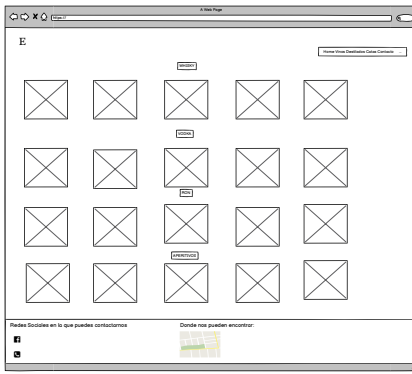 A Web Page
https://
E
Home Vinos Destilados Catas Contacto ...
WHISKY
VODKA
RON
APERITIVOS
Redes Sociales en la que puedes contactarnos
Donde nos pueden encontrar: